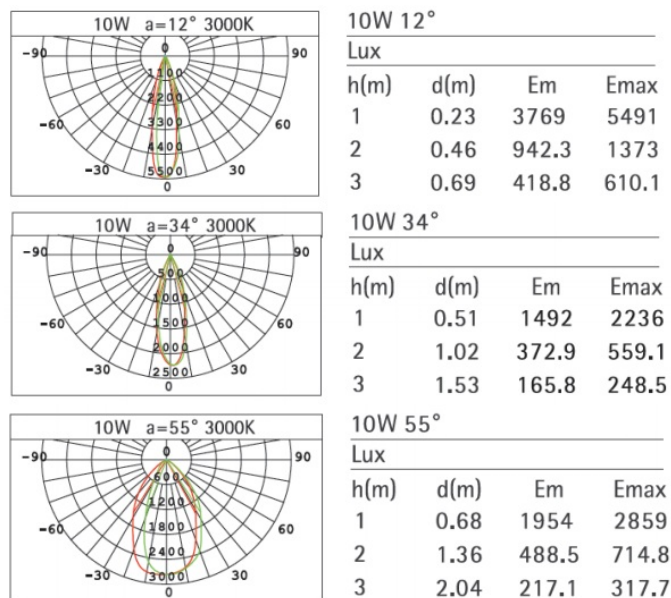 10W a=12° 3000K
0
-90 90
1100
2200
3300
-60 60
4400
-30 30
5500
0
10W 12°
Lux
h(m) d(m) Em Emax
1 0.23 3769 5491
2 0.46 942.3 1373
3 0.69 418.8 610.1
10W a=34° 3000K
0
-90 90
500
1000
-60 60
1500
2000
-30 30
2500
0
10W 34°
Lux
h(m) d(m) Em Emax
1 0.51 1492 2236
2 1.02 372.9 559.1
3 1.53 165.8 248.5
10W a=55° 3000K
0
-90 90
600
1200
1800
-60 60
2400
-30 30
3000
0
10W 55°
Lux
h(m) d(m) Em Emax
1 0.68 1954 2859
2 1.36 488.5 714.8
3 2.04 217.1 317.7